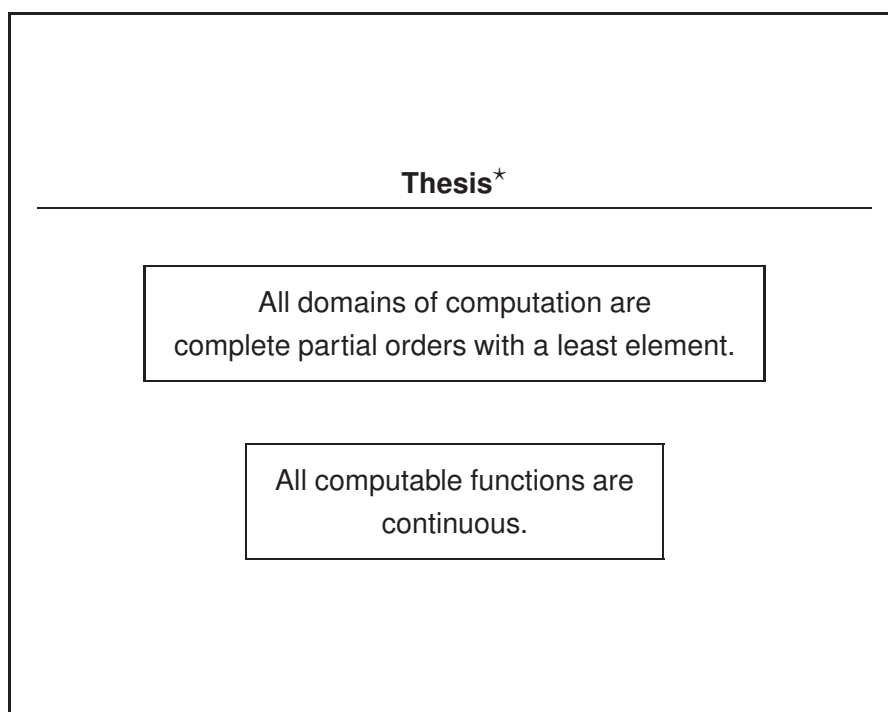 Thesis*
All domains of computation are
complete partial orders with a least element.
All computable functions are
continuous.